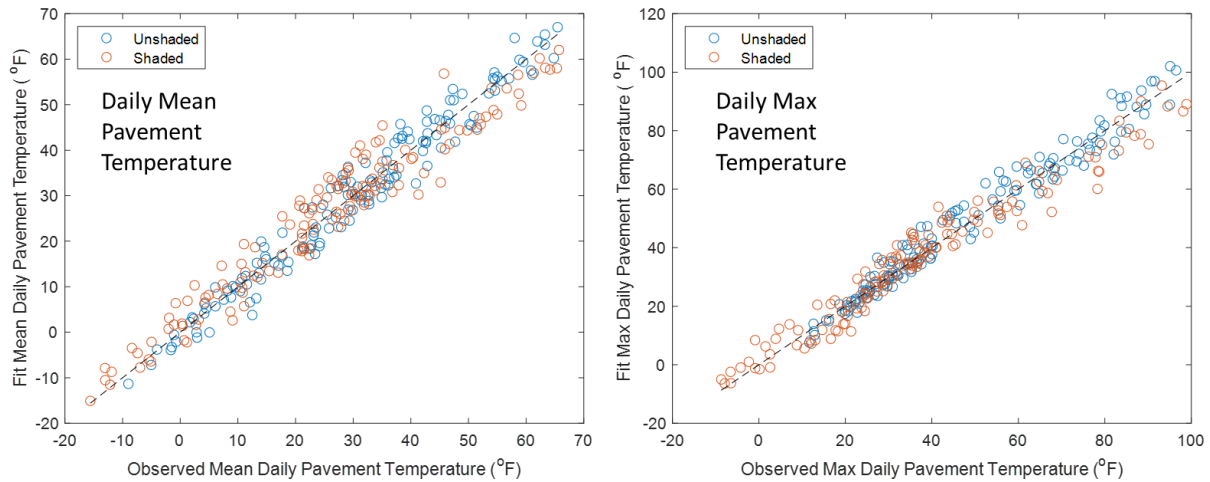 70
60
50
40
30
20
10
0
-10
-20
-20
-10
0
10
20
30
40
50
60
70
Fit Mean Daily Pavement Temperature ( °F)
Observed Mean Daily Pavement Temperature (°F)
Unshaded
Shaded
Daily Mean
Pavement
Temperature
120
100
80
60
40
20
0
-20
-20
0
20
40
60
80
100
Fit Max Daily Pavement Temperature ( °F)
Observed Max Daily Pavement Temperature (°F)
Unshaded
Shaded
Daily Max
Pavement
Temperature